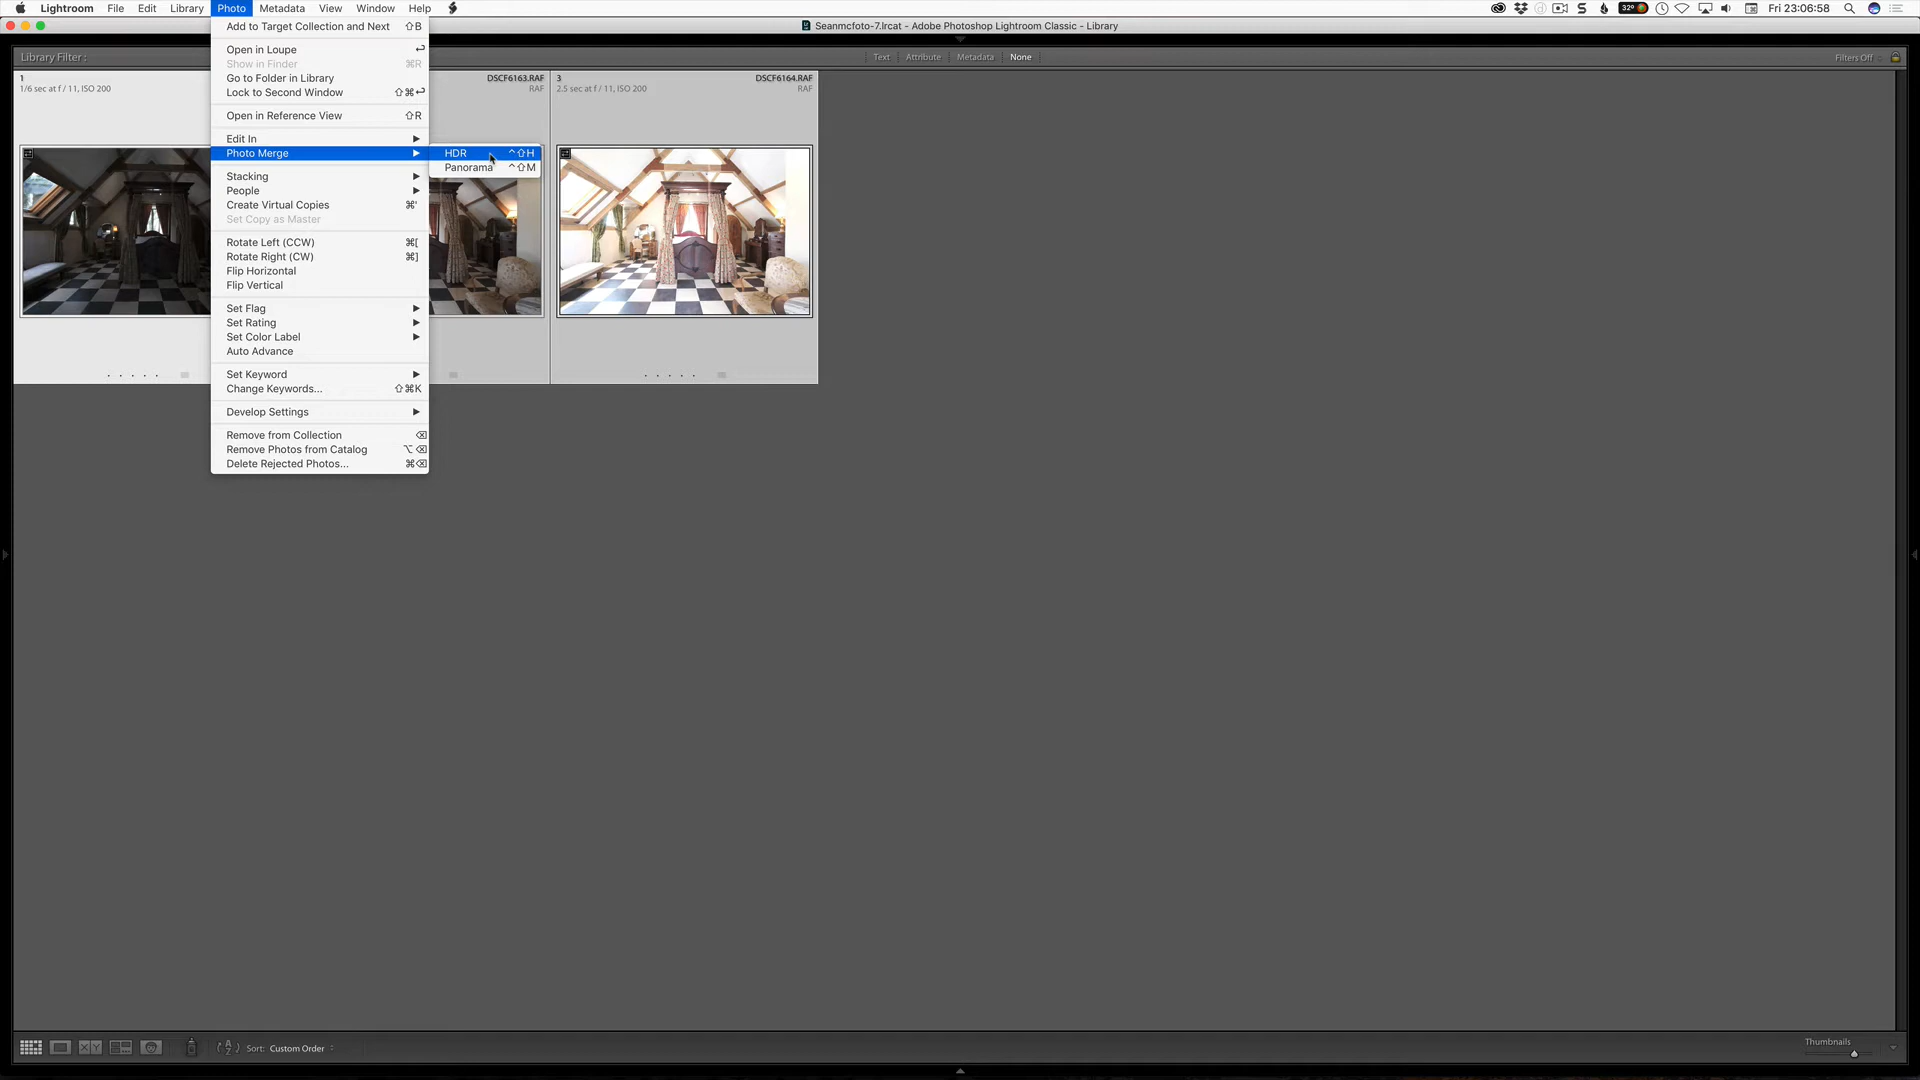 Lightroom File Edit Library Photo Metadata View Window Help 32° Fri 23:06:58
Seanmcfoto-7.lrcat - Adobe Photoshop Lightroom Classic - Library
Library Filter : Text Attribute Metadata None Filters Off
Add to Target Collection and Next ⇧B
Open in Loupe ↩
Show in Finder ⌘R
Go to Folder in Library
Lock to Second Window ⇧⌘↩
Open in Reference View ⇧R
Edit In ▶
Photo Merge ▶
Stacking ▶
People ▶
Create Virtual Copies ⌘'
Set Copy as Master
Rotate Left (CCW) ⌘[
Rotate Right (CW) ⌘]
Flip Horizontal
Flip Vertical
Set Flag ▶
Set Rating ▶
Set Color Label ▶
Auto Advance
Set Keyword ▶
Change Keywords... ⇧⌘K
Develop Settings ▶
Remove from Collection ⌫
Remove Photos from Catalog ⌥⌫
Delete Rejected Photos... ⌘⌫
HDR ^⇧H
Panorama ^⇧M
1
1/6 sec at f / 11, ISO 200
DSCF6163.RAF
RAF
3 DSCF6164.RAF
2.5 sec at f / 11, ISO 200 RAF
Sort: Custom Order
Thumbnails